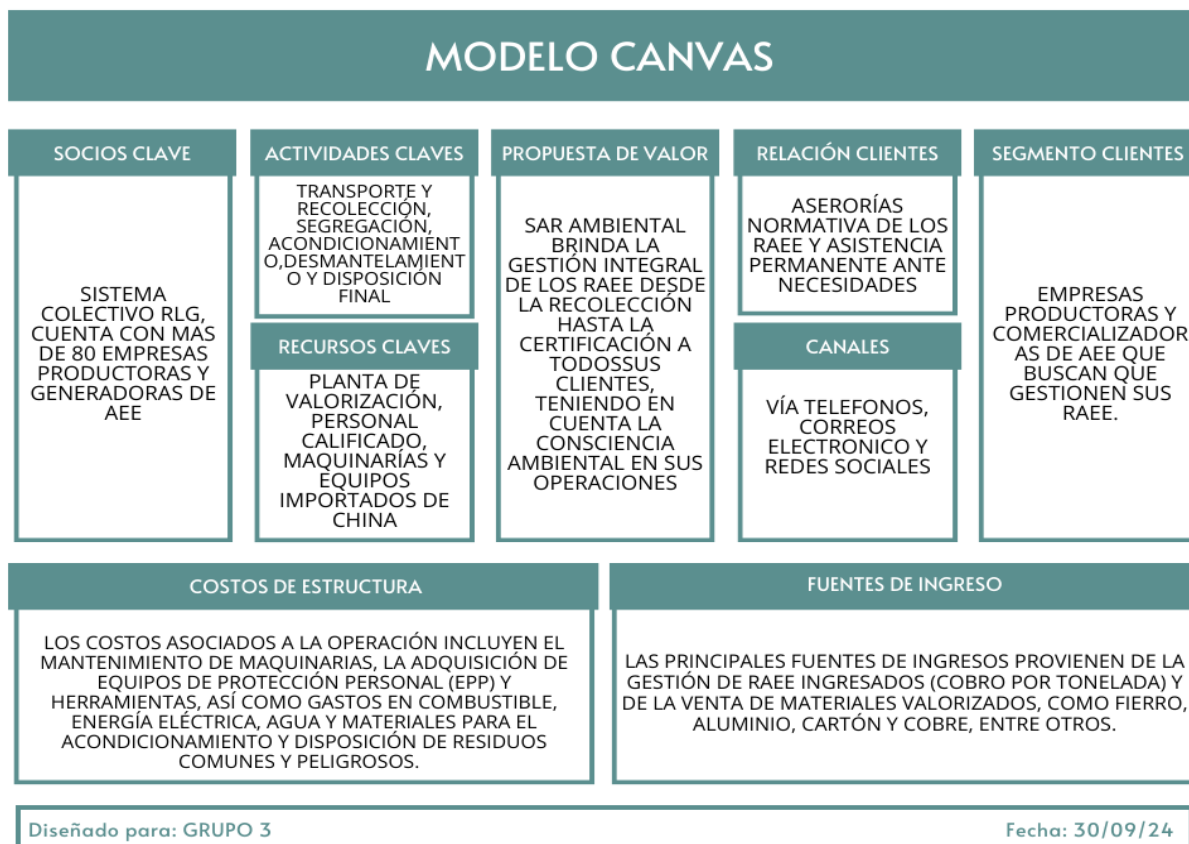 MODELO CANVAS
SOCIOS CLAVE
SISTEMA
COLECTIVO RLG,
CUENTA CON MAS
DE 80 EMPRESAS
PRODUCTORAS Y
GENERADORAS DE
AEE
ACTIVIDADES CLAVES
TRANSPORTE Y
RECOLECCIÓN,
SEGREGACIÓN,
ACONDICIONAMIENT
O,DESMANTELAMIENT
O Y DISPOSICIÓN
FINAL
RECURSOS CLAVES
PLANTA DE
VALORIZACIÓN,
PERSONAL
CALIFICADO,
MAQUINARÍAS Y
EQUIPOS
IMPORTADOS DE
CHINA
PROPUESTA DE VALOR
SAR AMBIENTAL
BRINDA LA
GESTIÓN INTEGRAL
DE LOS RAEE DESDE
LA RECOLECCIÓN
HASTA LA
CERTIFICACIÓN A
TODOSSUS
CLIENTES,
TENIENDO EN
CUENTA LA
CONSCIENCIA
AMBIENTAL EN SUS
OPERACIONES
RELACIÓN CLIENTES
ASERORÍAS
NORMATIVA DE LOS
RAEE Y ASISTENCIA
PERMANENTE ANTE
NECESIDADES
CANALES
VÍA TELEFONOS,
CORREOS
ELECTRONICO Y
REDES SOCIALES
SEGMENTO CLIENTES
EMPRESAS
PRODUCTORAS Y
COMERCIALIZADOR
AS DE AEE QUE
BUSCAN QUE
GESTIONEN SUS
RAEE.
COSTOS DE ESTRUCTURA
LOS COSTOS ASOCIADOS A LA OPERACIÓN INCLUYEN EL
MANTENIMIENTO DE MAQUINARIAS, LA ADQUISICIÓN DE
EQUIPOS DE PROTECCIÓN PERSONAL (EPP) Y
HERRAMIENTAS, ASÍ COMO GASTOS EN COMBUSTIBLE,
ENERGÍA ELÉCTRICA, AGUA Y MATERIALES PARA EL
ACONDICIONAMIENTO Y DISPOSICIÓN DE RESIDUOS
COMUNES Y PELIGROSOS.
FUENTES DE INGRESO
LAS PRINCIPALES FUENTES DE INGRESOS PROVIENEN DE LA
GESTIÓN DE RAEE INGRESADOS (COBRO POR TONELADA) Y
DE LA VENTA DE MATERIALES VALORIZADOS, COMO FIERRO,
ALUMINIO, CARTÓN Y COBRE, ENTRE OTROS.
Diseñado para: GRUPO 3
Fecha: 30/09/24